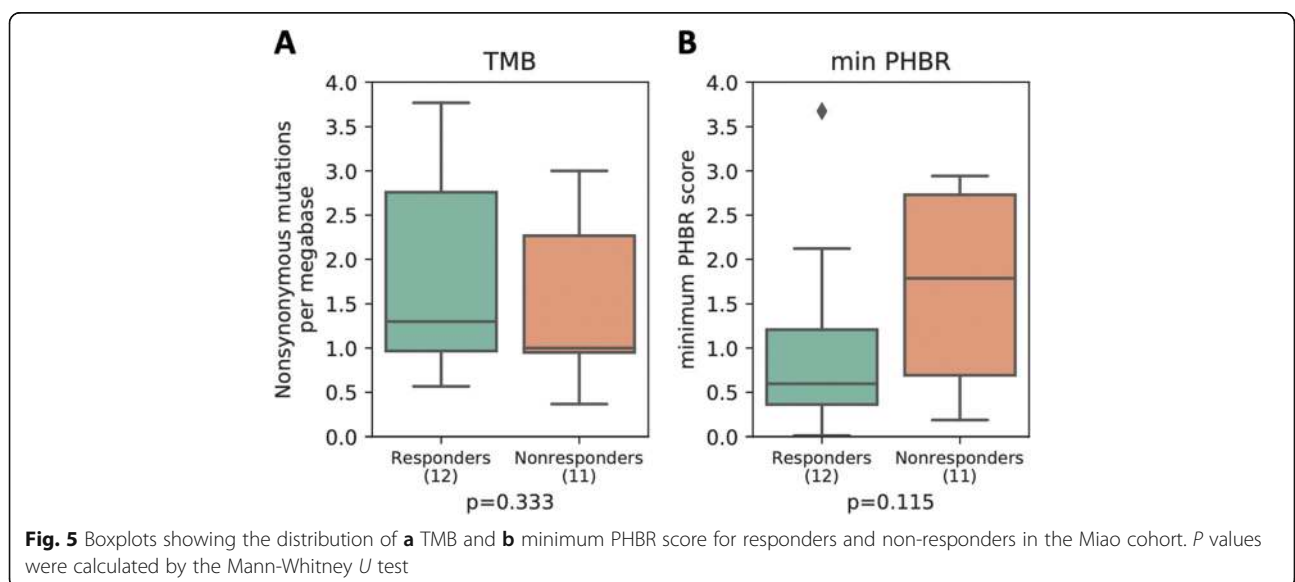 A
TMB
Nonsynonymous mutations
per megabase
4.0
3.5
3.0
2.5
2.0
1.5
1.0
0.5
0.0
Responders
(12)
Nonresponders
(11)
p=0.333
B
min PHBR
minimum PHBR score
4.0
3.5
3.0
2.5
2.0
1.5
1.0
0.5
0.0
Responders
(12)
Nonresponders
(11)
p=0.115
Fig. 5 Boxplots showing the distribution of a TMB and b minimum PHBR score for responders and non-responders in the Miao cohort. P values
were calculated by the Mann-Whitney U test